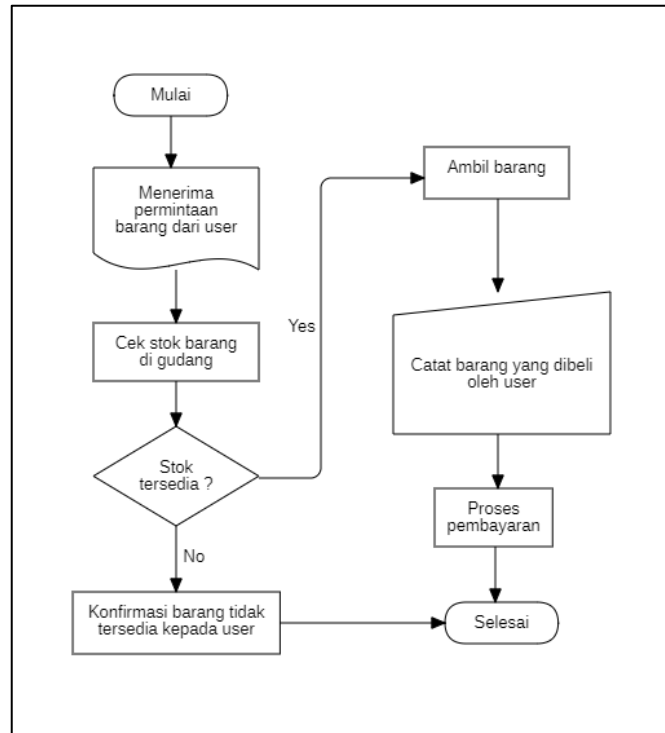 Mulai
Menerima
permintaan
barang dari user
Cek stok barang
di gudang
Stok
tersedia ?
No
Konfirmasi barang tidak
tersedia kepada user
Yes
Ambil barang
Catat barang yang dibeli
oleh user
Proses
pembayaran
Selesai